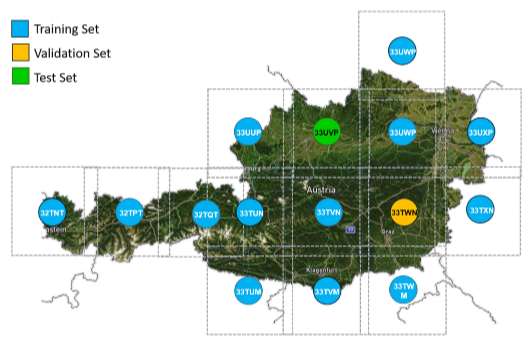 Training Set
Validation Set
Test Set
33UWP
33UUP
33UVP
33UWP
Vienna
33UXP
Austria
32TNT
32TPT
32TQT
33TUN
33TVN
33TWN
33TXN
Graz
Klagenfurt
33TUM
33TVM
33TW
M